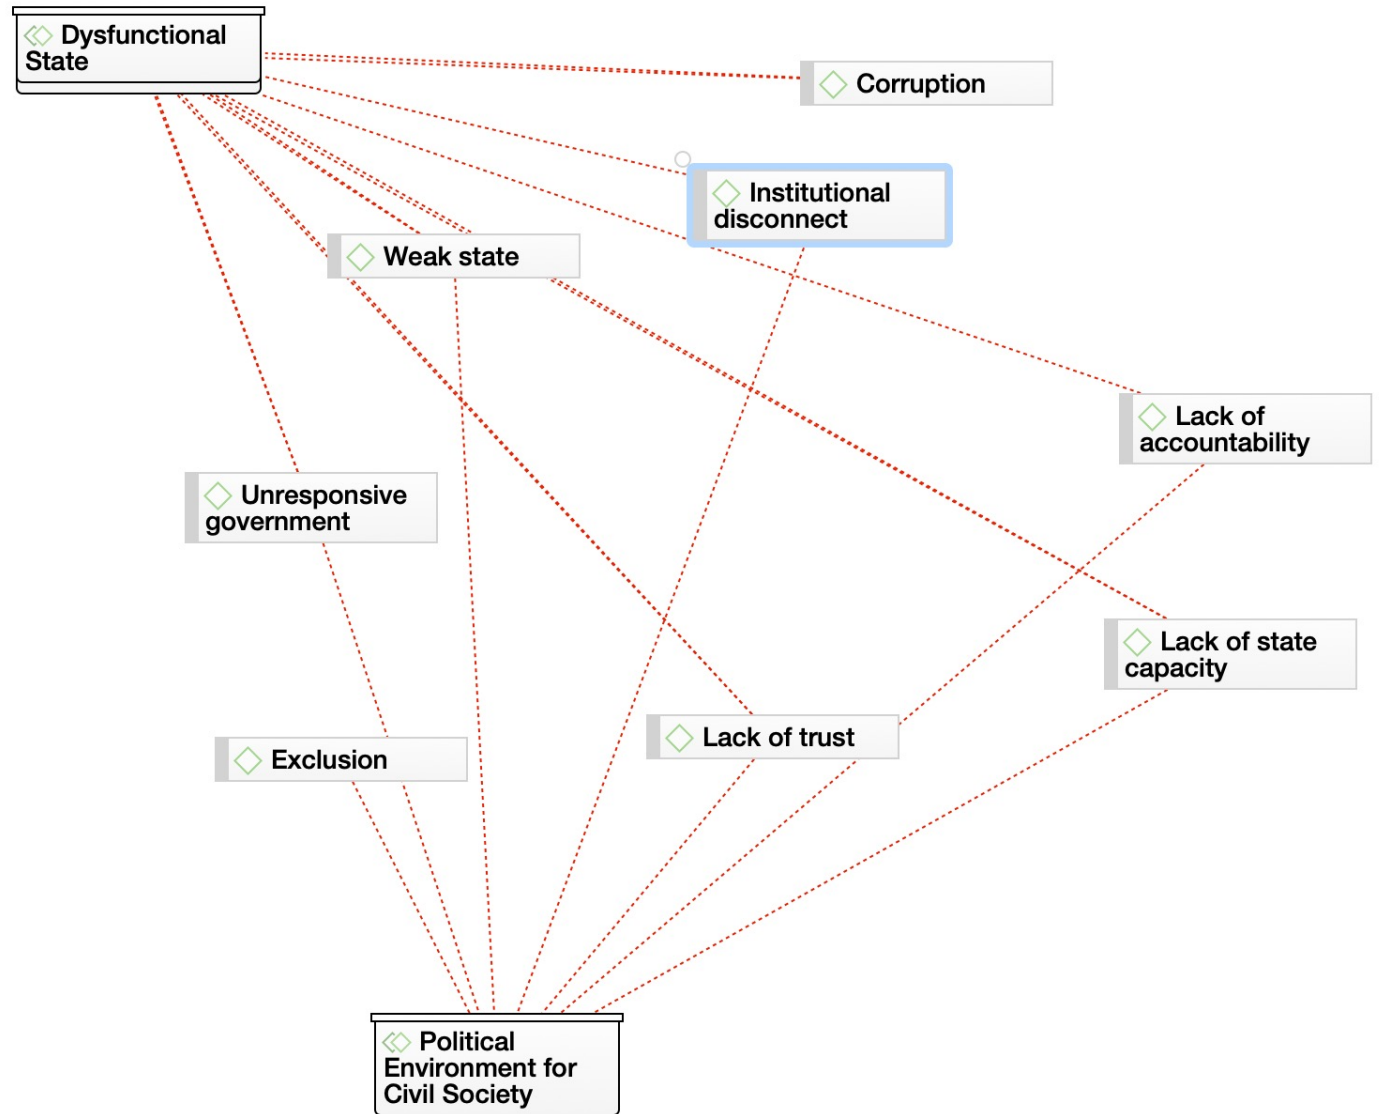 Dysfunctional
State
Corruption
Institutional
disconnect
Weak state
Lack of
accountability
Unresponsive
government
Lack of state
capacity
Lack of trust
Exclusion
Political
Environment for
Civil Society